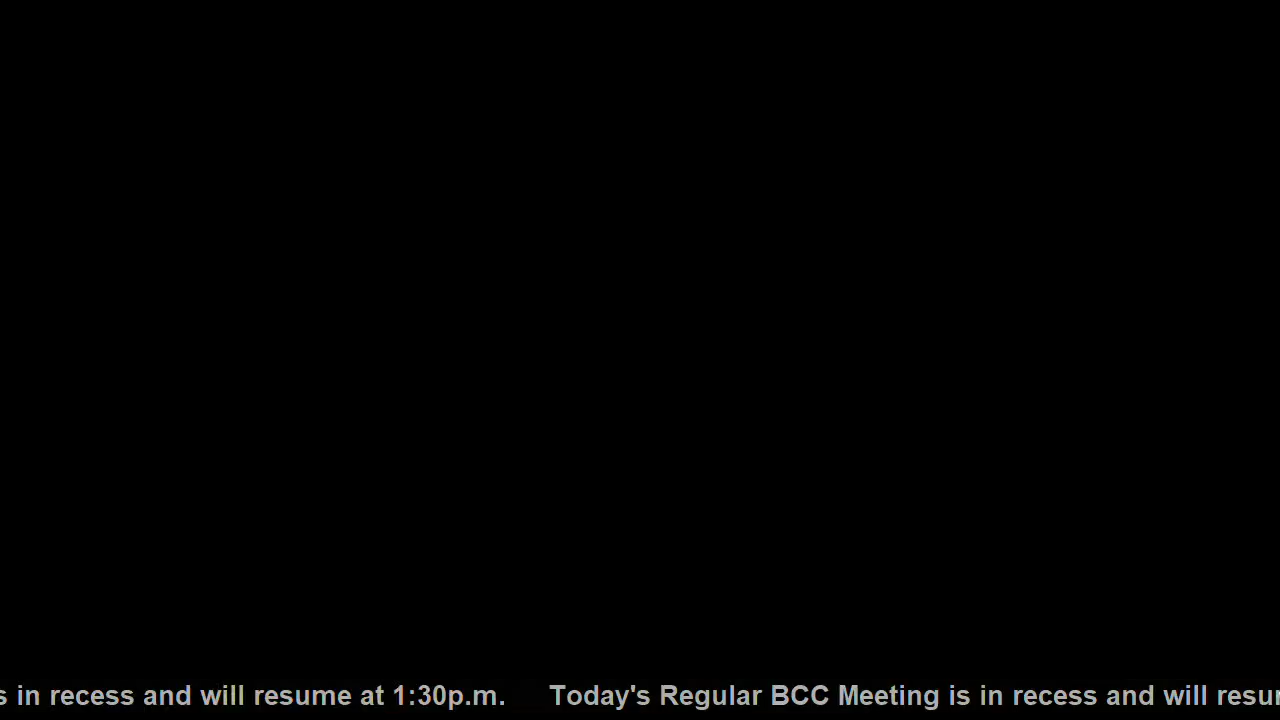 s in recess and will resume at 1:30p.m. Today's Regular BCC Meeting is in recess and will resu